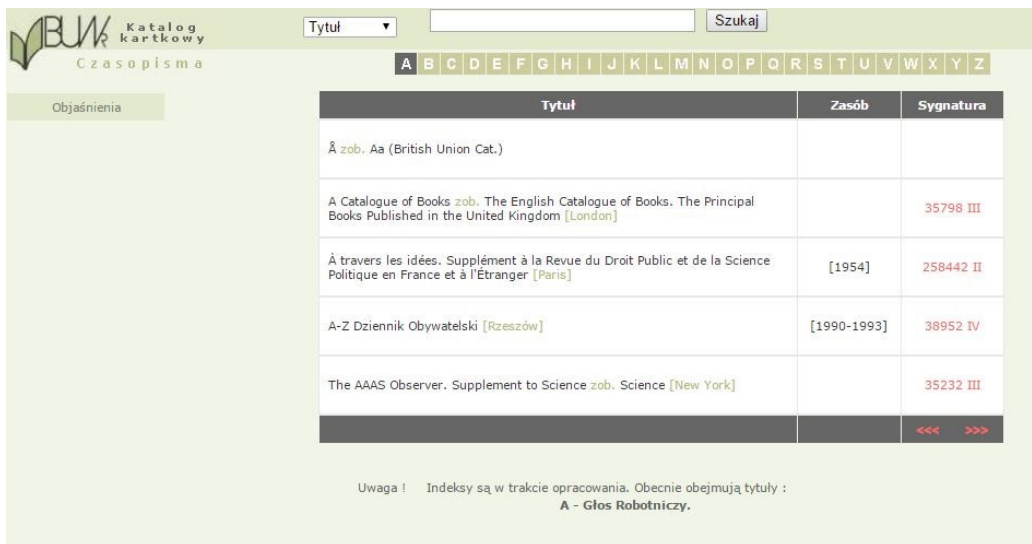 BUWr Katalog
kartkowy
Czasopisma
Tytuł Szukaj
A B C D E F G H I J K L M N O P Q R S T U V W X Y Z
Objaśnienia
Tytuł Zasób Sygnatura
Å zob. Aa (British Union Cat.)
A Catalogue of Books zob. The English Catalogue of Books. The Principal
Books Published in the United Kingdom [London] 35798 III
À travers les idées. Supplément à la Revue du Droit Public et de la Science
Politique en France et à l'Étranger [Paris] [1954] 258442 II
A-Z Dziennik Obywatelski [Rzeszów] [1990-1993] 38952 IV
The AAAS Observer. Supplement to Science zob. Science [New York] 35232 III
<<< >>>
Uwaga ! Indeksy są w trakcie opracowania. Obecnie obejmują tytuły :
A - Głos Robotniczy.